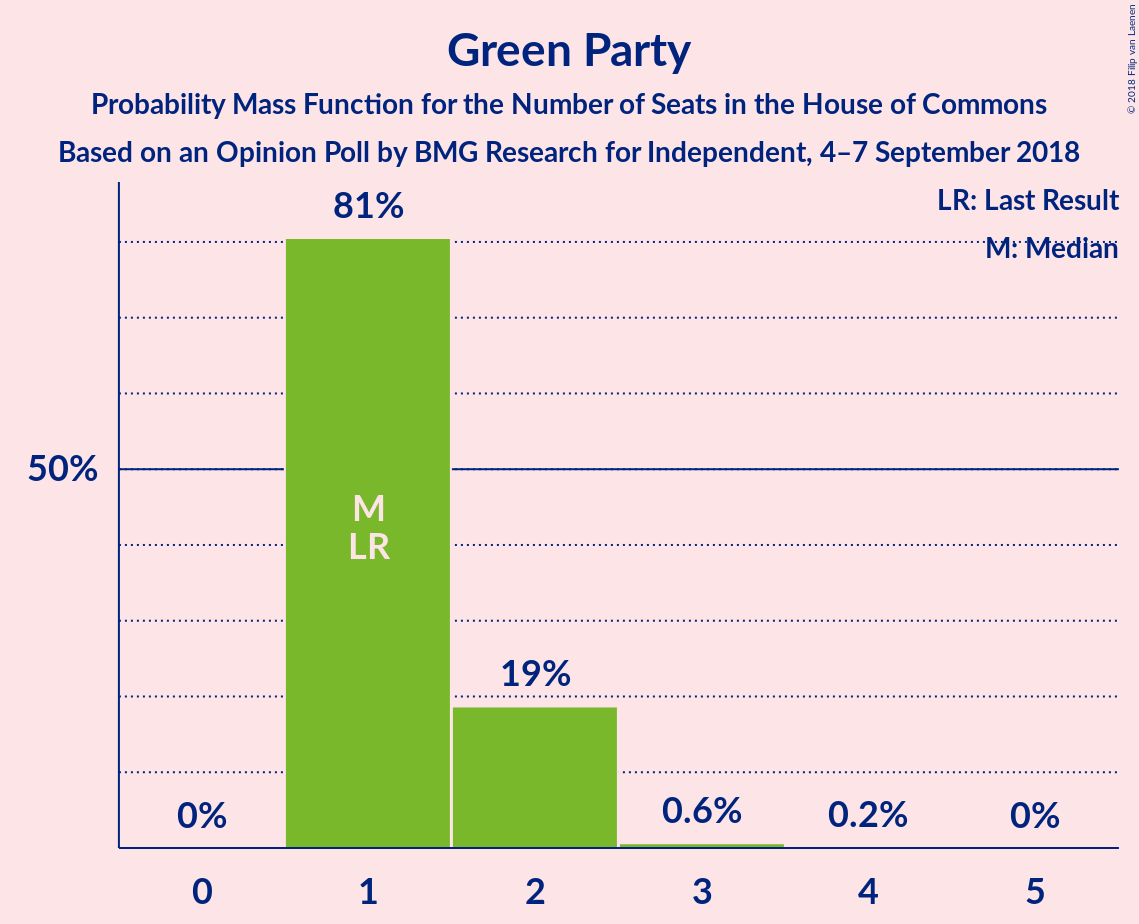 Green Party
Probability Mass Function for the Number of Seats in the House of Commons
Based on an Opinion Poll by BMG Research for Independent, 4–7 September 2018
© 2018 Filip van Laenen
LR: Last Result
M: Median
81%
50%
M
LR
19%
0%
0.6%
0.2%
0%
0 1 2 3 4 5